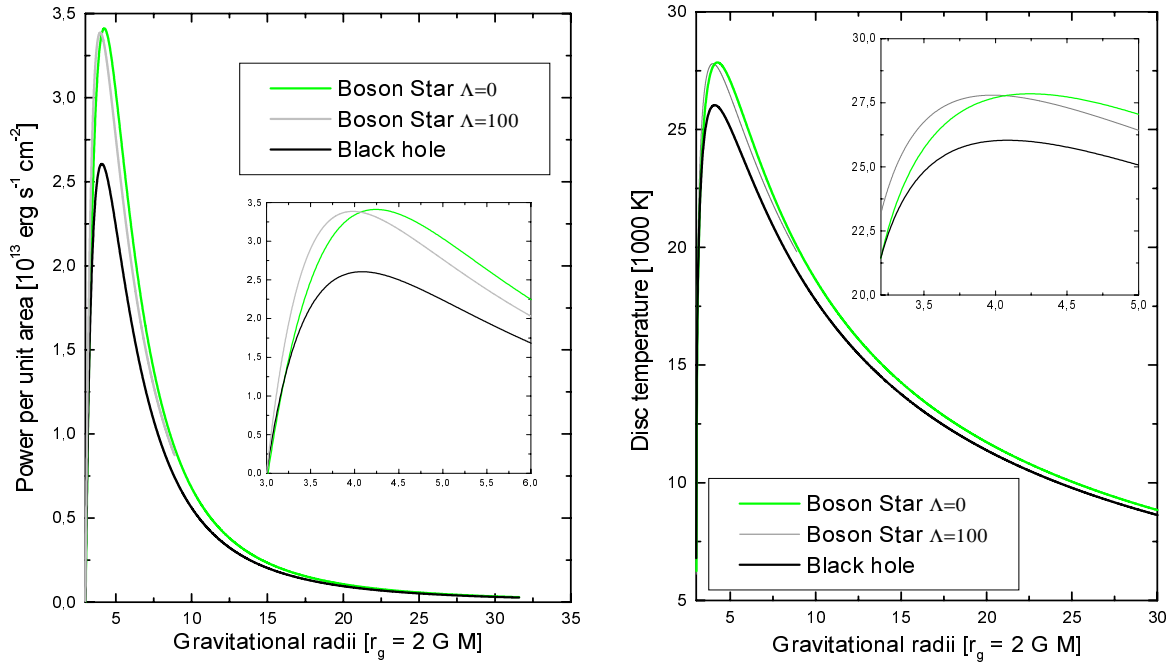 Power per unit area [10^13 erg s^-1 cm^-2]
3.5
3.0
2.5
2.0
1.5
1.0
0.5
0.0
Boson Star Λ=0
Boson Star Λ=100
Black hole
3,5
3,0
2,5
2,0
1,5
1,0
0,5
0,0
3,0 3,5 4,0 4,5 5,0 5,5 6,0
5 10 15 20 25 30 35
Gravitational radii [r_g = 2 G M]
Disc temperature [1000 K]
30
25
20
15
10
5
30,0
27,5
25,0
22,5
20,0
3,5 4,0 4,5 5,0
Boson Star Λ=0
Boson Star Λ=100
Black hole
5 10 15 20 25 30
Gravitational radii [r_g = 2 G M]